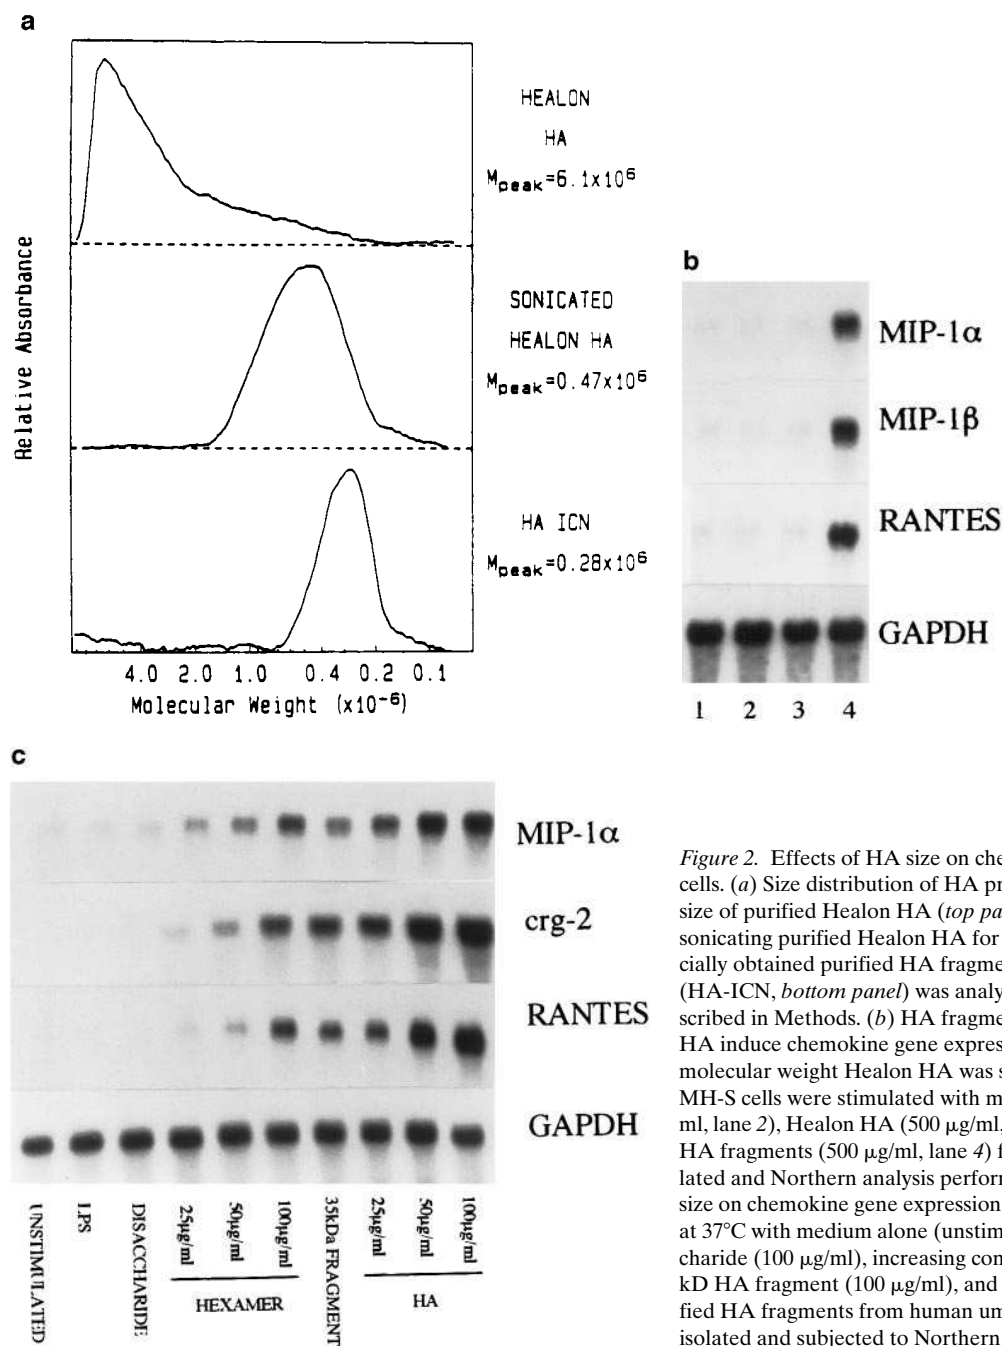 a
HEALON
HA
Mpeak=6.1x10⁶
SONICATED
HEALON HA
Mpeak=0.47x10⁶
HA ICN
Mpeak=0.28x10⁶
Relative Absorbance
4.0 2.0 1.0 0.4 0.2 0.1
Molecular Weight (x10⁻⁶)
b
MIP-1α
MIP-1β
RANTES
GAPDH
1 2 3 4
c
MIP-1α
crg-2
RANTES
GAPDH
UNSTIMULATED
LPS
DISACCHARIDE
25µg/ml
50µg/ml
100µg/ml
HEXAMER
35kDa FRAGMENT
25µg/ml
50µg/ml
100µg/ml
HA
Figure 2. Effects of HA size on che
cells. (a) Size distribution of HA pr
size of purified Healon HA (top pa
sonicating purified Healon HA for
cially obtained purified HA fragme
(HA-ICN, bottom panel) was analy
scribed in Methods. (b) HA fragme
HA induce chemokine gene expres
molecular weight Healon HA was s
MH-S cells were stimulated with m
ml, lane 2), Healon HA (500 µg/ml,
HA fragments (500 µg/ml, lane 4) f
lated and Northern analysis perform
size on chemokine gene expression
at 37°C with medium alone (unstim
charide (100 µg/ml), increasing con
kD HA fragment (100 µg/ml), and
fied HA fragments from human um
isolated and subjected to Northern